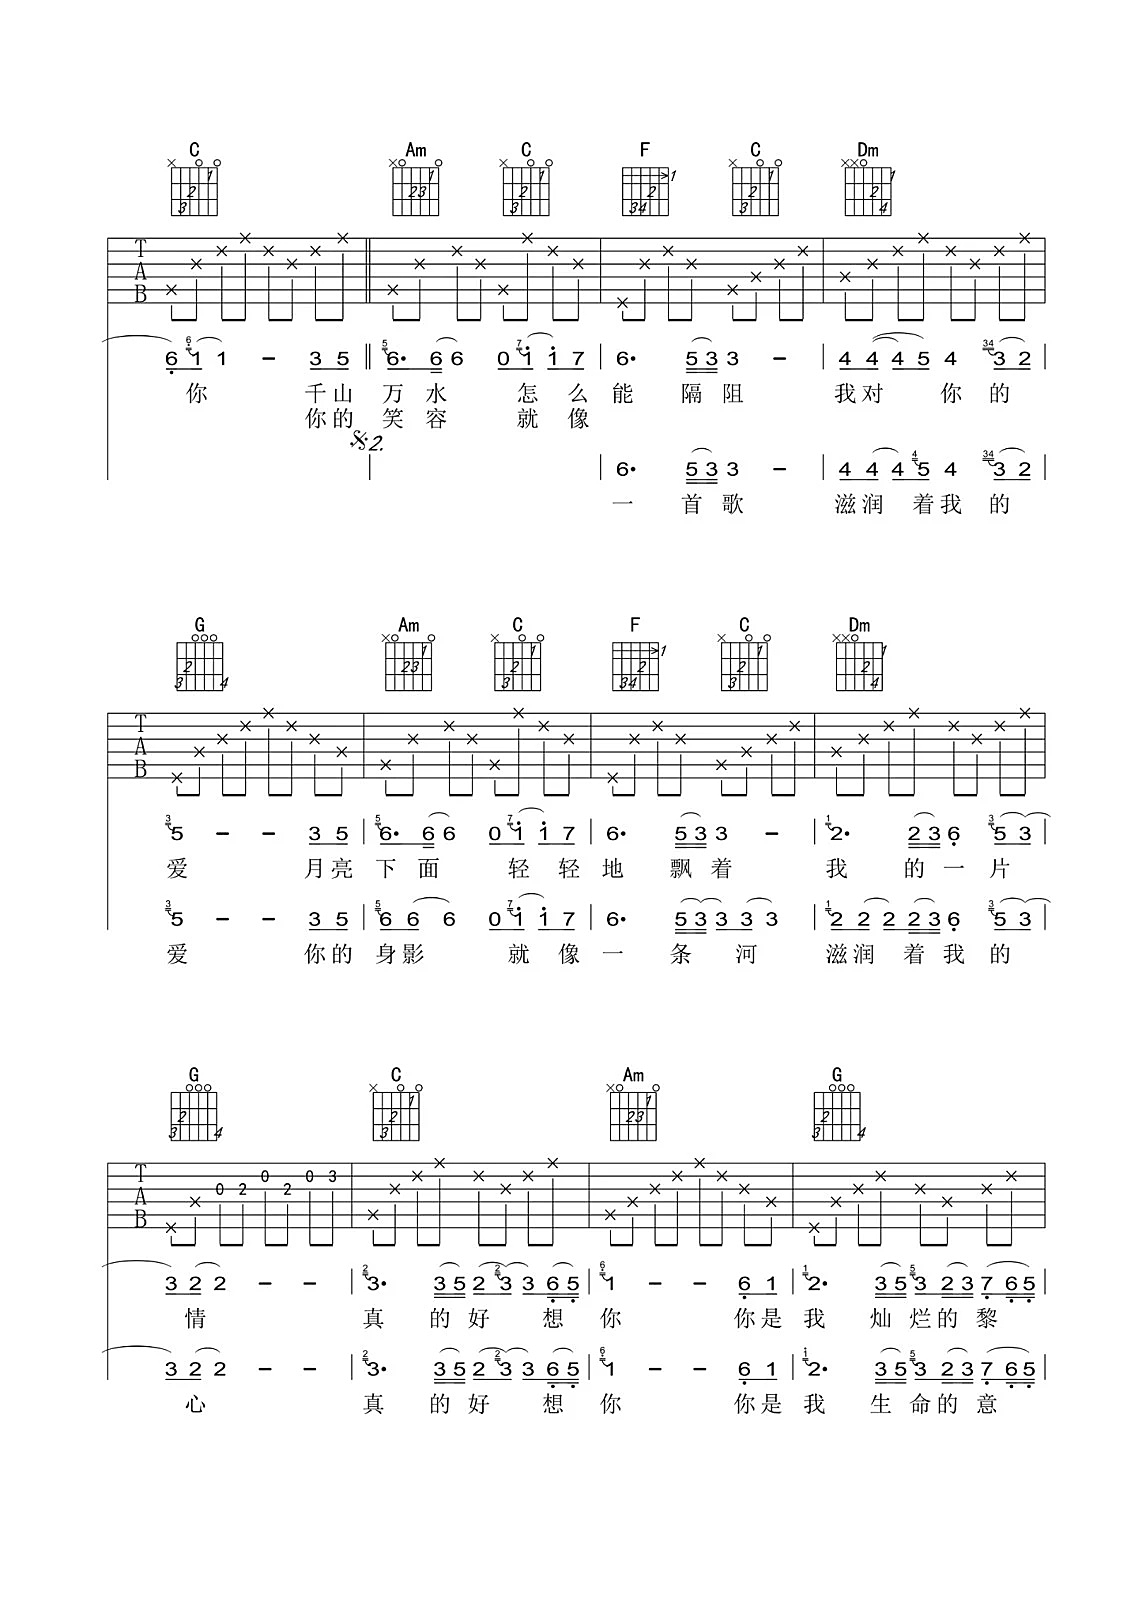 C Am C F C Dm
T A B
6 1 1 - 3 5 6· 6 6 0 1 1 7 6· 5 3 3 - 4 4 4 5 4 3 2
你 千山 万水 怎么 能 隔阻 我对 你的
你的 笑容 就像
2.
6· 5 3 3 - 4 4 4 5 4 3 2
一 首歌 滋润 着我 的
G Am C F C Dm
T A B
5 - - 3 5 6· 6 6 0 1 1 7 6· 5 3 3 - 2· 2 3 6 5 3
爱 月亮 下面 轻轻 地 飘着 我 的一片
5 - - 3 5 6 6 6 0 1 1 7 6· 5 3 3 3 3 2 2 2 2 3 6 5 3
爱 你的 身影 就像 一 条河 滋润 着我 的
G C Am G
T A B 0 2 0 2 0 3
3 2 2 - - 3· 3 5 2 3 3 6 5 1 - - 6 1 2· 3 5 3 2 3 7 6 5
情 真 的好 想 你 你是 我 灿烂的黎
3 2 2 - - 3· 3 5 2 3 3 6 5 1 - - 6 1 2· 3 5 3 2 3 7 6 5
心 真 的好 想 你 你是 我 生命的意